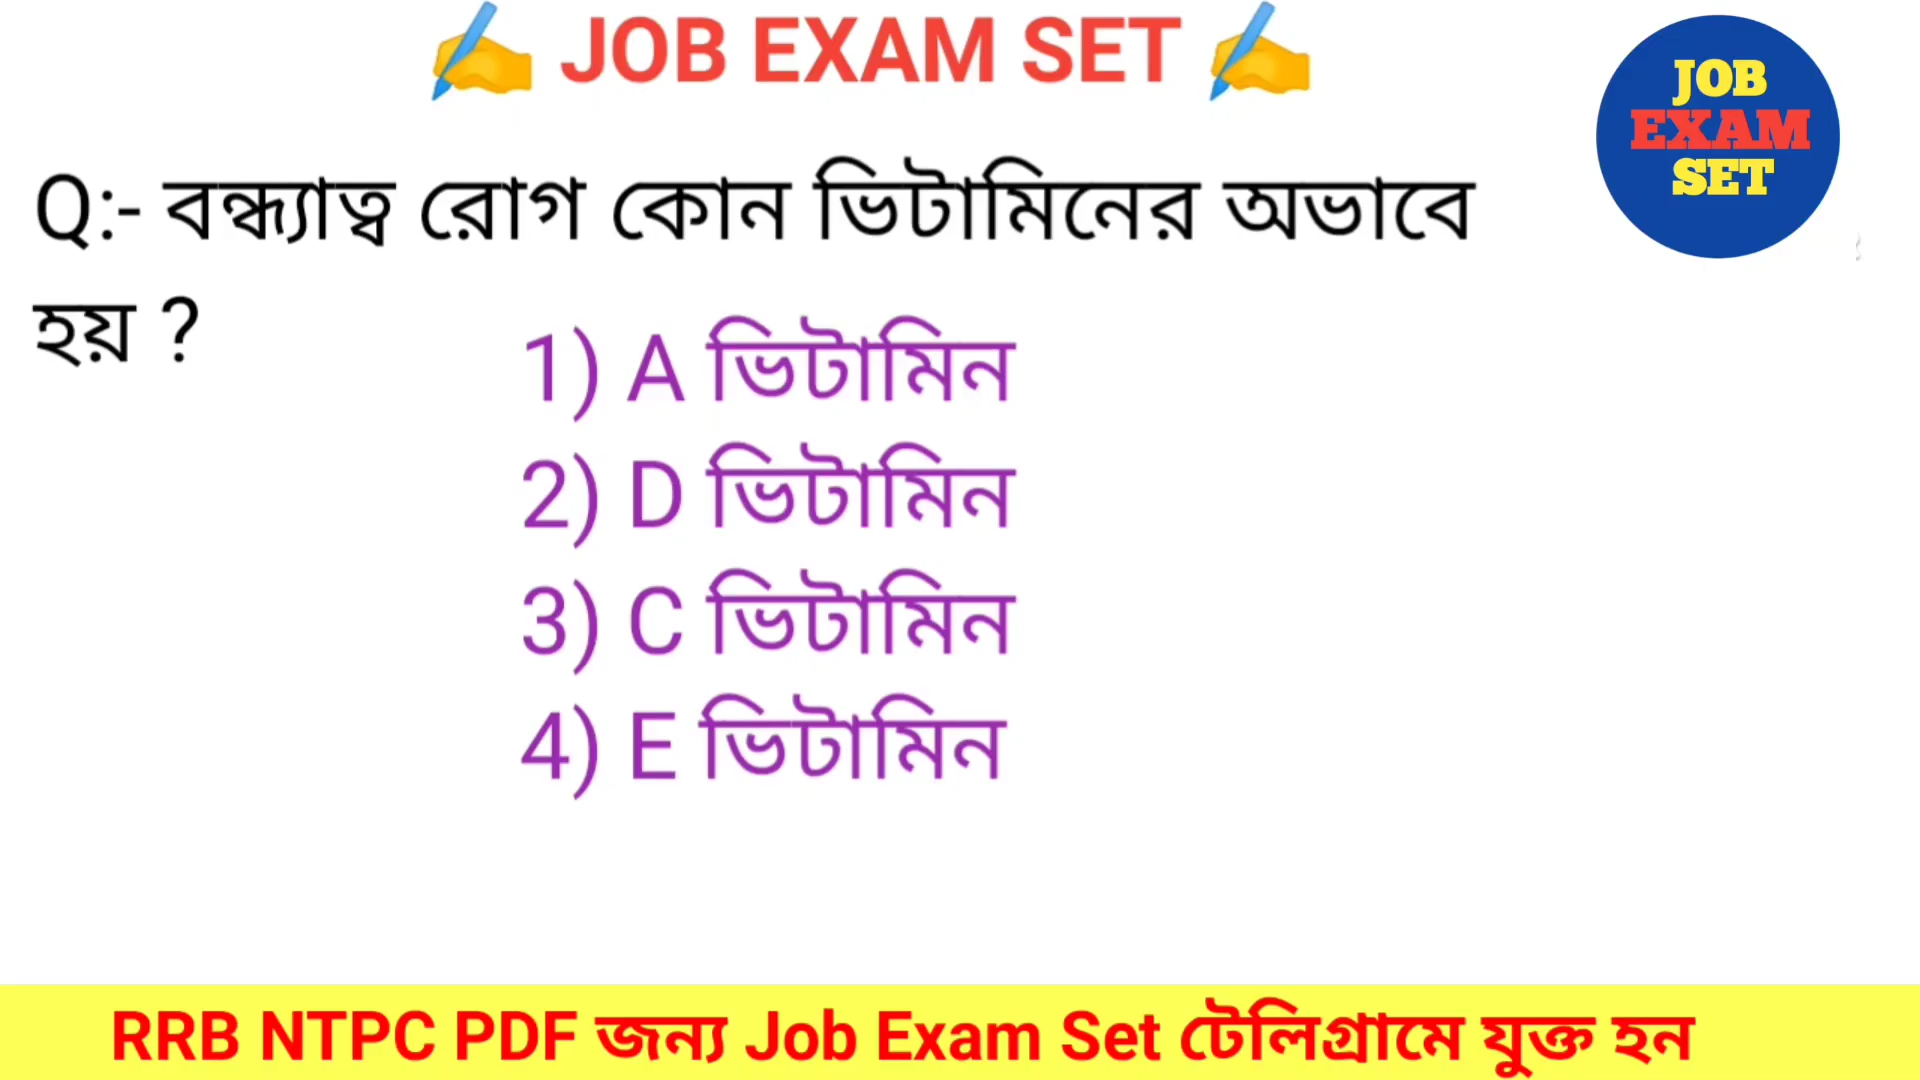 ✍️ JOB EXAM SET ✍️
JOB
EXAM
SET
Q:- বন্ধ্যাত্ব রোগ কোন ভিটামিনের অভাবে
হয় ?
1) A ভিটামিন
2) D ভিটামিন
3) C ভিটামিন
4) E ভিটামিন
RRB NTPC PDF জন্য Job Exam Set টেলিগ্রামে যুক্ত হন